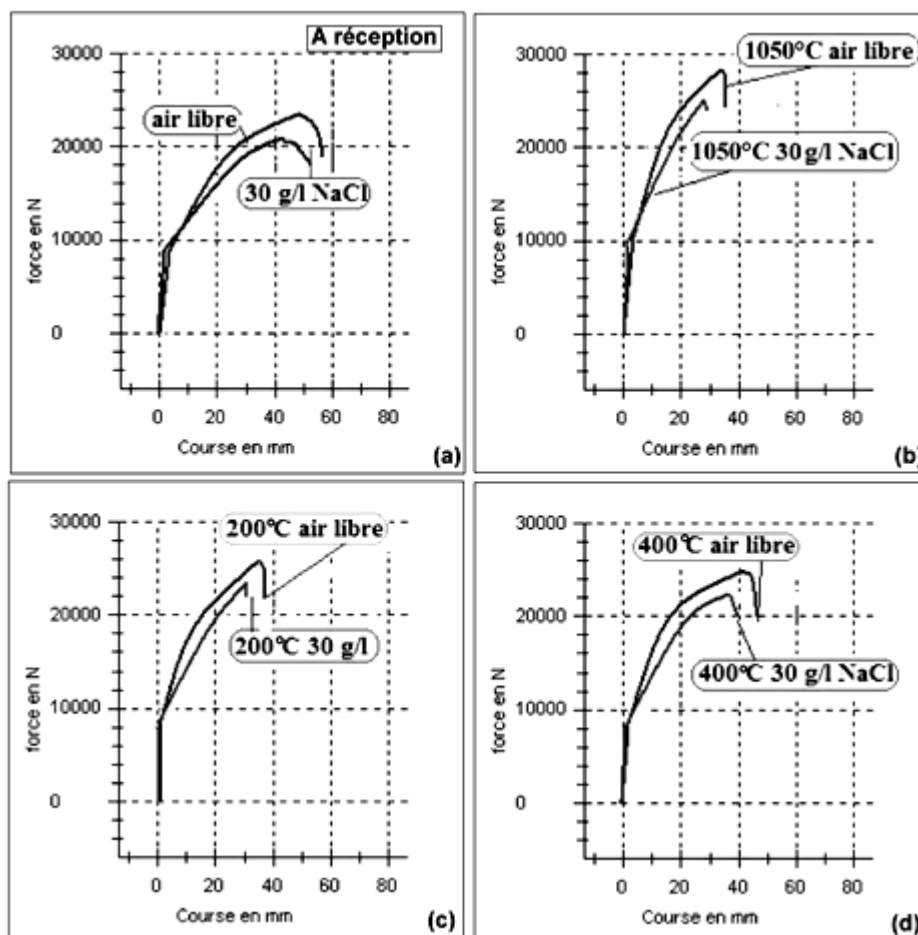 A réception
30000
20000
10000
0
force en N
air libre
30 g/l NaCl
0 20 40 60 80
Course en mm
(a)
30000
20000
10000
0
force en N
1050°C air libre
1050°C 30 g/l NaCl
0 20 40 60 80
Course en mm
(b)
30000
20000
10000
0
force en N
200°C air libre
200°C 30 g/l
0 20 40 60 80
Course en mm
(c)
30000
20000
10000
0
force en N
400°C air libre
400°C 30 g/l NaCl
0 20 40 60 80
Course en mm
(d)